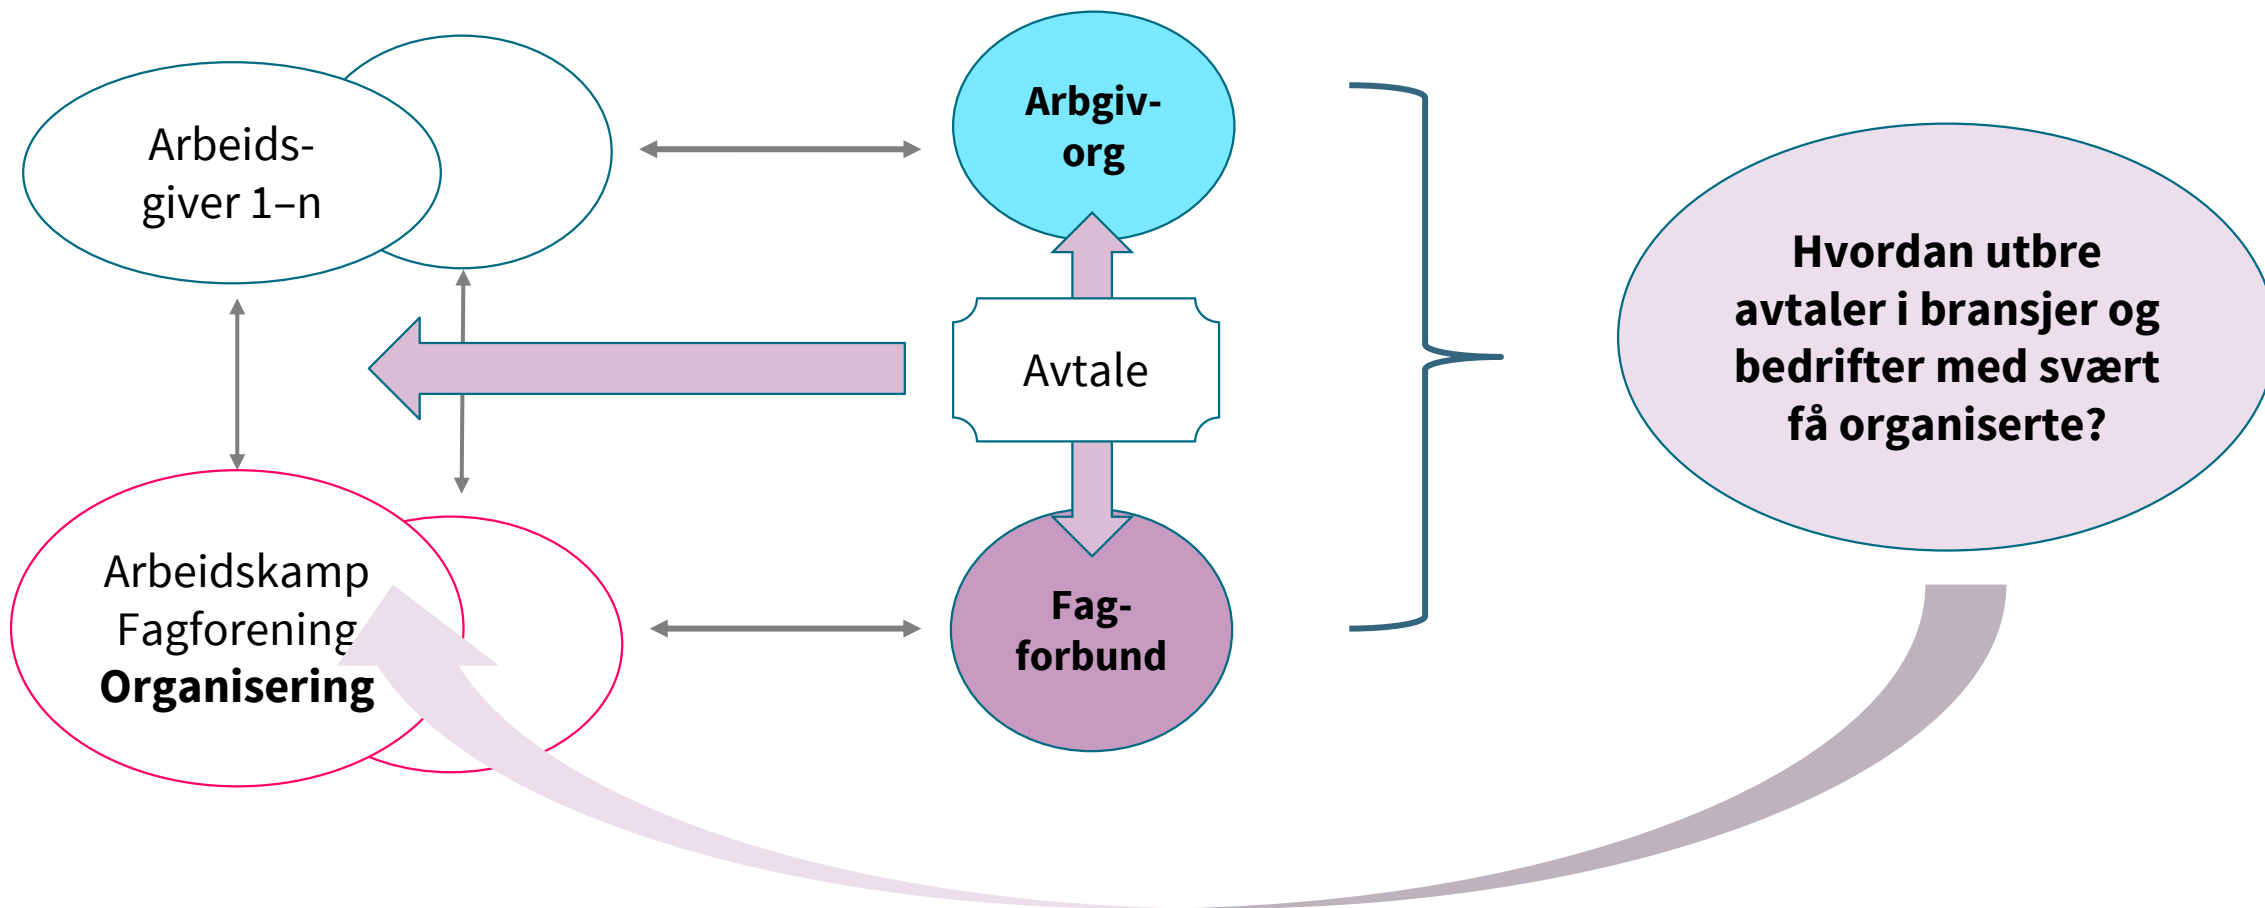 Arbeids-
giver 1–n
Arbgiv-
org
Avtale
Arbeidskamp
Fagforening
Organisering
Fag-
forbund
Hvordan utbre
avtaler i bransjer og
bedrifter med svært
få organiserte?